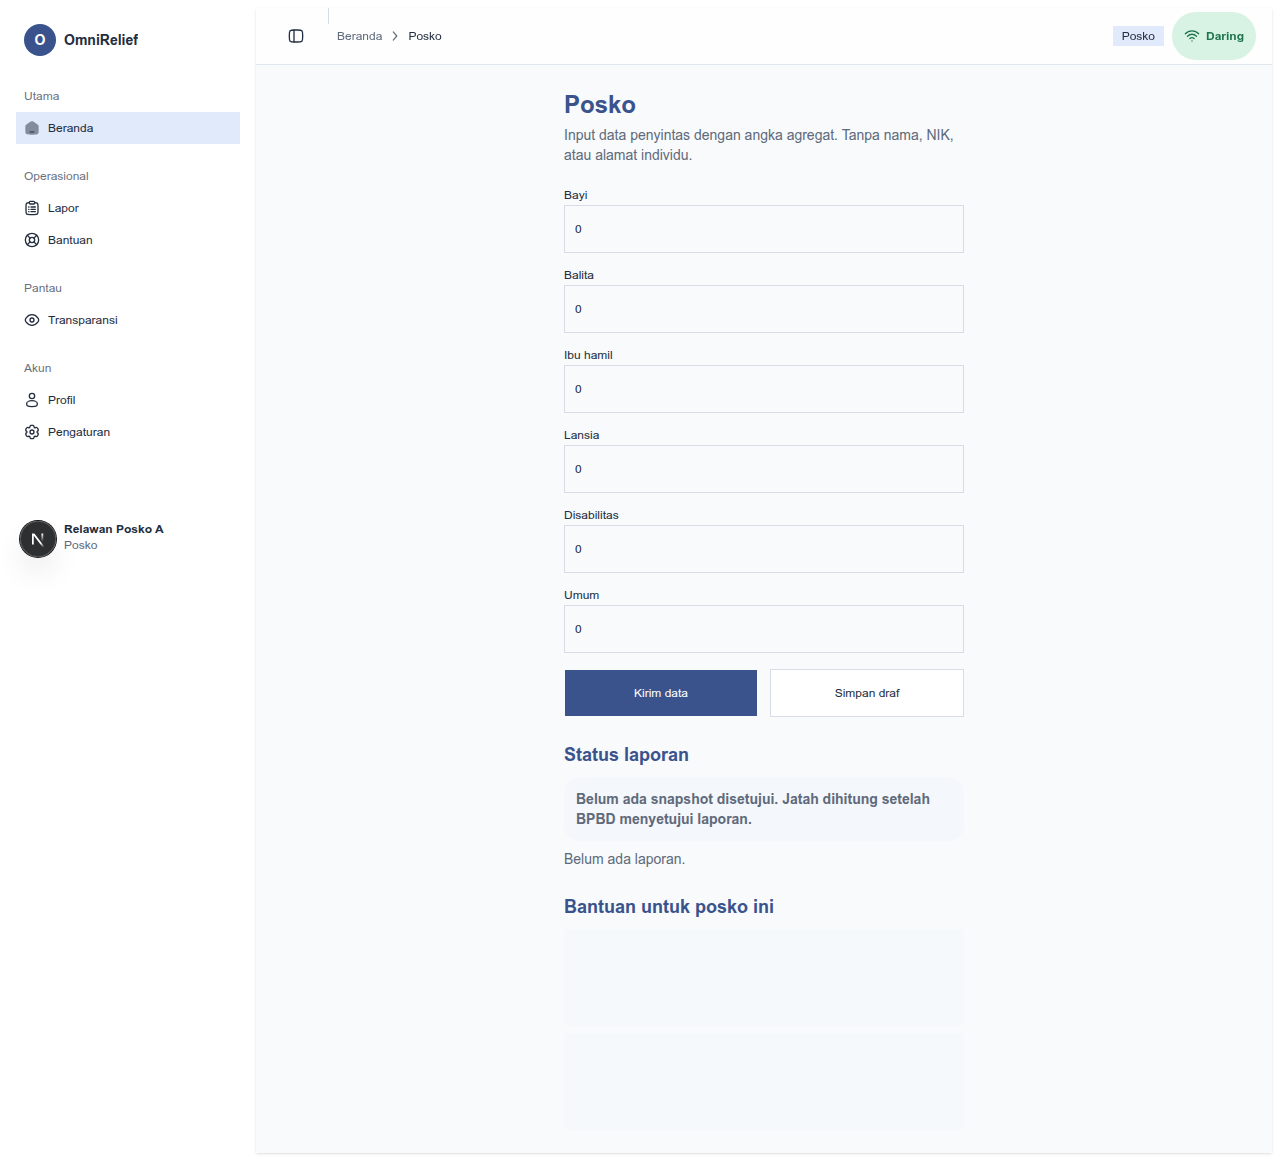 O OmniRelief
Utama
Beranda
Operasional
Lapor
Bantuan
Pantau
Transparansi
Akun
Profil
Pengaturan
N
Relawan Posko A
Posko
Beranda > Posko
Posko
Daring
Posko
Input data penyintas dengan angka agregat. Tanpa nama, NIK,
atau alamat individu.
Bayi
0
Balita
0
Ibu hamil
0
Lansia
0
Disabilitas
0
Umum
0
Kirim data
Simpan draf
Status laporan
Belum ada snapshot disetujui. Jatah dihitung setelah
BPBD menyetujui laporan.
Belum ada laporan.
Bantuan untuk posko ini